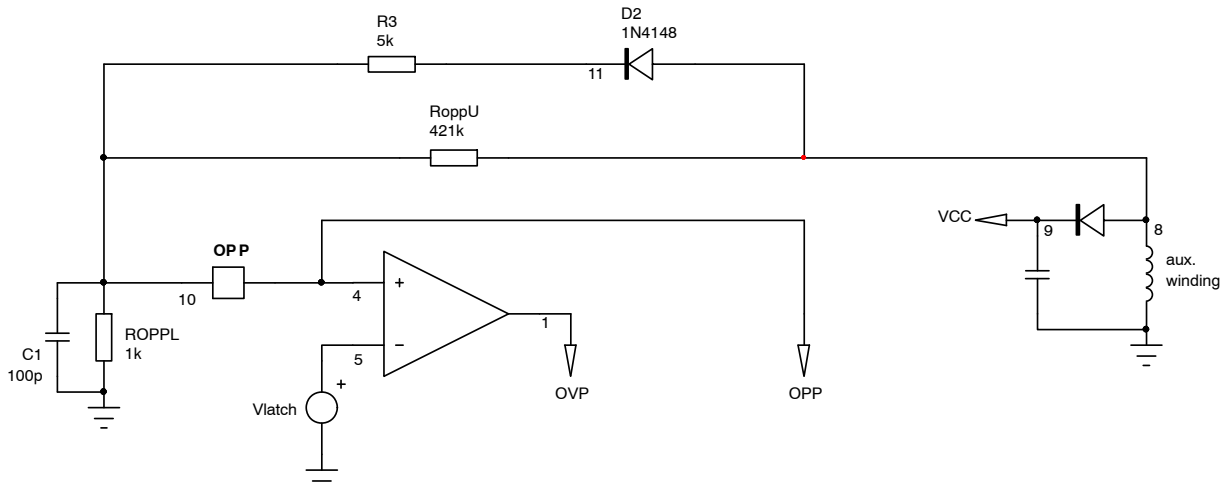 D2
1N4148
R3
5k
11
RoppU
421k
VCC
9
8
aux.
winding
OPP
10
4
+
1
5
−
ROPPL
1k
C1
100p
+
Vlatch
OVP
OPP